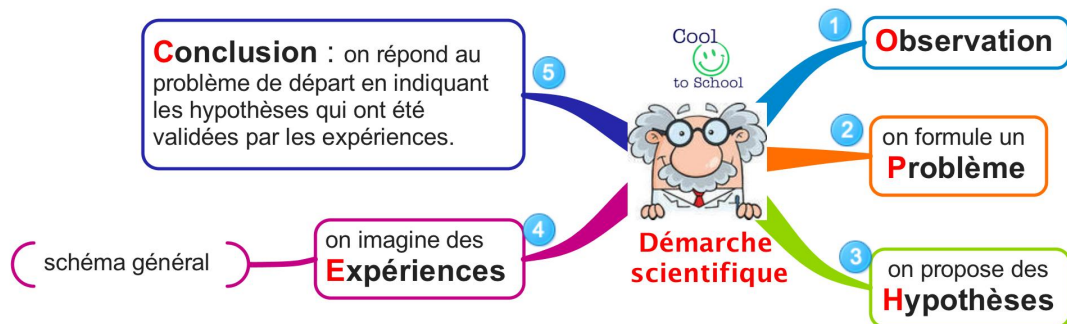 Cool
to School
Démarche
scientifique
1
Observation
2
on formule un
Problème
3
on propose des
Hypothèses
4
on imagine des
Expériences
schéma général
5
Conclusion : on répond au
problème de départ en indiquant
les hypothèses qui ont été
validées par les expériences.